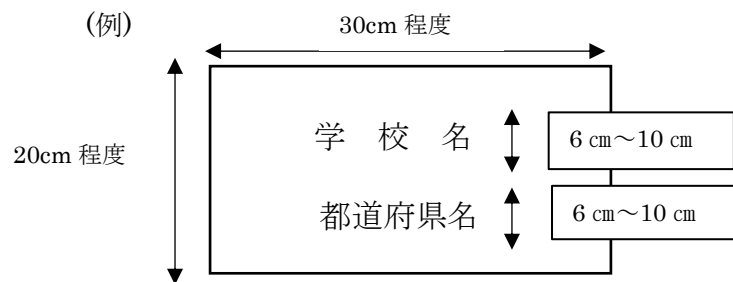 (例)
30cm 程度
20cm 程度
学 校 名
6 ㎝～10 ㎝
都道府県名
6 ㎝～10 ㎝